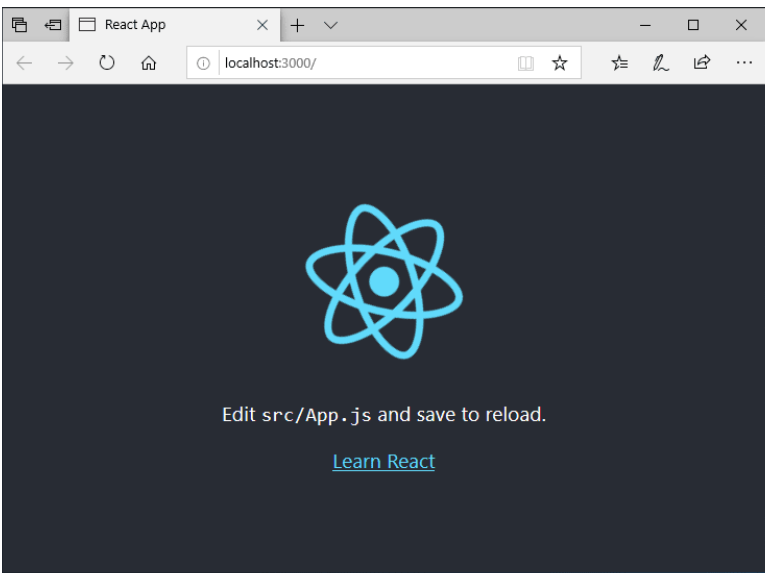 React App
localhost:3000/
Edit src/App.js and save to reload.
Learn React